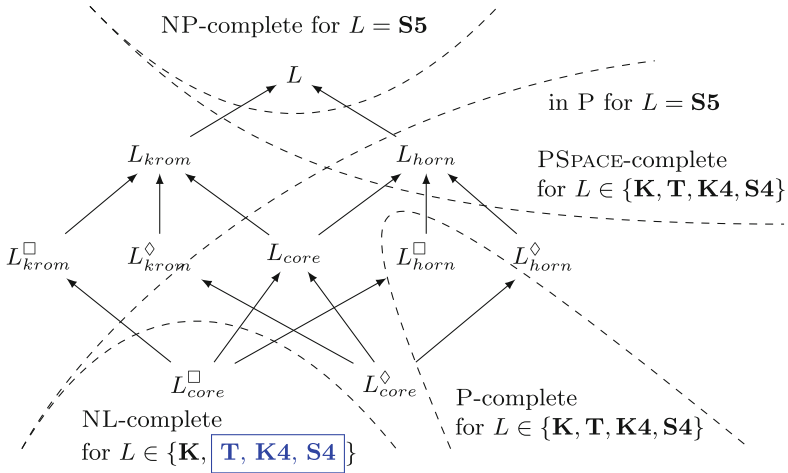 NP-complete for L = S5
L
in P for L = S5
L_krom L_horn
PSPACE-complete
for L ∈ {K, T, K4, S4}
L^□_krom L^◊_krom L_core L^□_horn L^◊_horn
L^□_core L^◊_core
P-complete
for L ∈ {K, T, K4, S4}
NL-complete
for L ∈ {K, T, K4, S4}